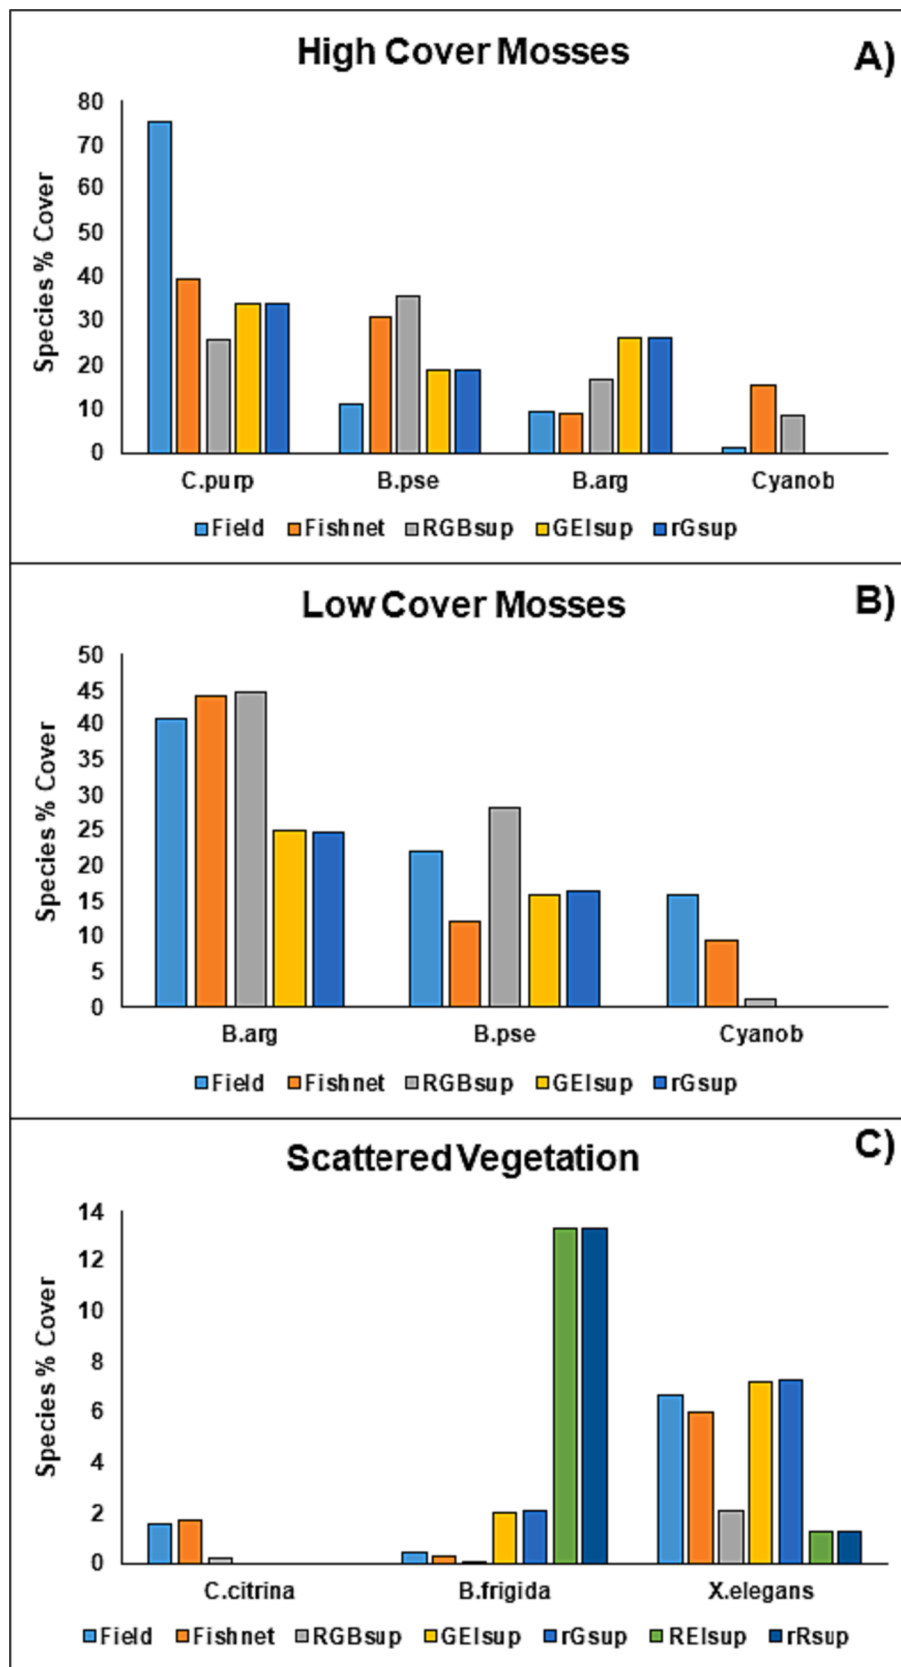 High Cover Mosses
A)
Species % Cover
80
70
60
50
40
30
20
10
0
C.purp B.pse B.arg Cyanob
Field Fishnet RGBsup GEIsup rGsup
Low Cover Mosses
B)
Species % Cover
50
45
40
35
30
25
20
15
10
5
0
B.arg B.pse Cyanob
Field Fishnet RGBsup GEIsup rGsup
Scattered Vegetation
C)
Species % Cover
14
12
10
8
6
4
2
0
C.citrina B.frigida X.elegans
Field Fishnet RGBsup GEIsup rGsup REIsup rRsup